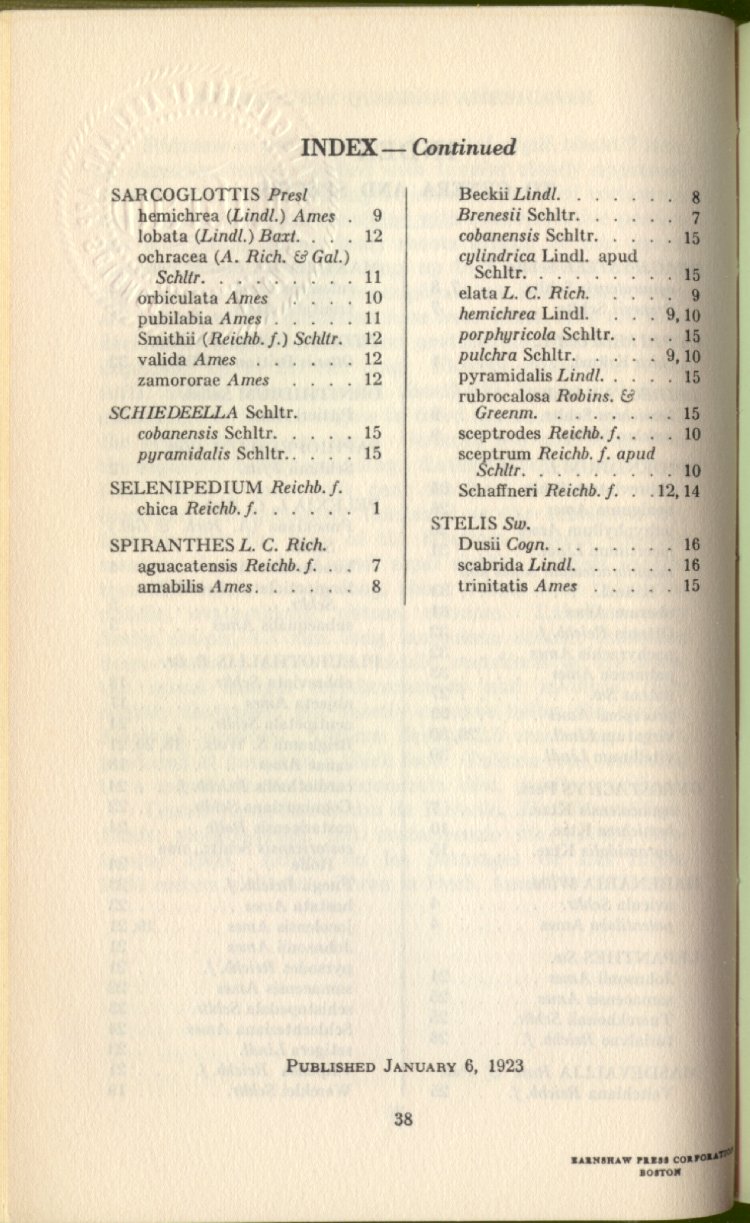 INDEX — Continued
SARCOGLOTTIS Presl
hemichrea (Lindl.) Ames . 9
lobata (Lindl.) Baxt. . . . 12
ochracea (A. Rich. & Gal.)
Schltr. . . . . . . . . 11
orbiculata Ames . . . . 10
pubilabia Ames . . . . . 11
Smithii (Reichb. f.) Schltr. 12
valida Ames . . . . . . 12
zamororae Ames . . . . 12
SCHIEDEELLA Schltr.
cobanensis Schltr. . . . . 15
pyramidalis Schltr. . . . . 15
SELENIPEDIUM Reichb. f.
chica Reichb. f. . . . . . 1
SPIRANTHES L. C. Rich.
aguacatensis Reichb. f. . . 7
amabilis Ames . . . . . . 8
Beckii Lindl. . . . . . . . 8
Brenesii Schltr. . . . . . 7
cobanensis Schltr. . . . . 15
cylindrica Lindl. apud
Schltr. . . . . . . . . 15
elata L. C. Rich. . . . . 9
hemichrea Lindl. . . . . 9, 10
porphyricola Schltr. . . . 15
pulchra Schltr. . . . . . 9, 10
pyramidalis Lindl. . . . . 15
rubrocalosa Robins. &
Greenm. . . . . . . . 15
sceptrodes Reichb. f. . . . 10
sceptrum Reichb. f. apud
Schltr. . . . . . . . . 10
Schaffneri Reichb. f. . . 12, 14
STELIS Sw.
Dusii Cogn. . . . . . . . 16
scabrida Lindl. . . . . . 16
trinitatis Ames . . . . . 15
PUBLISHED JANUARY 6, 1923
38
EARNSHAW PRESS CORPORATION
BOSTON